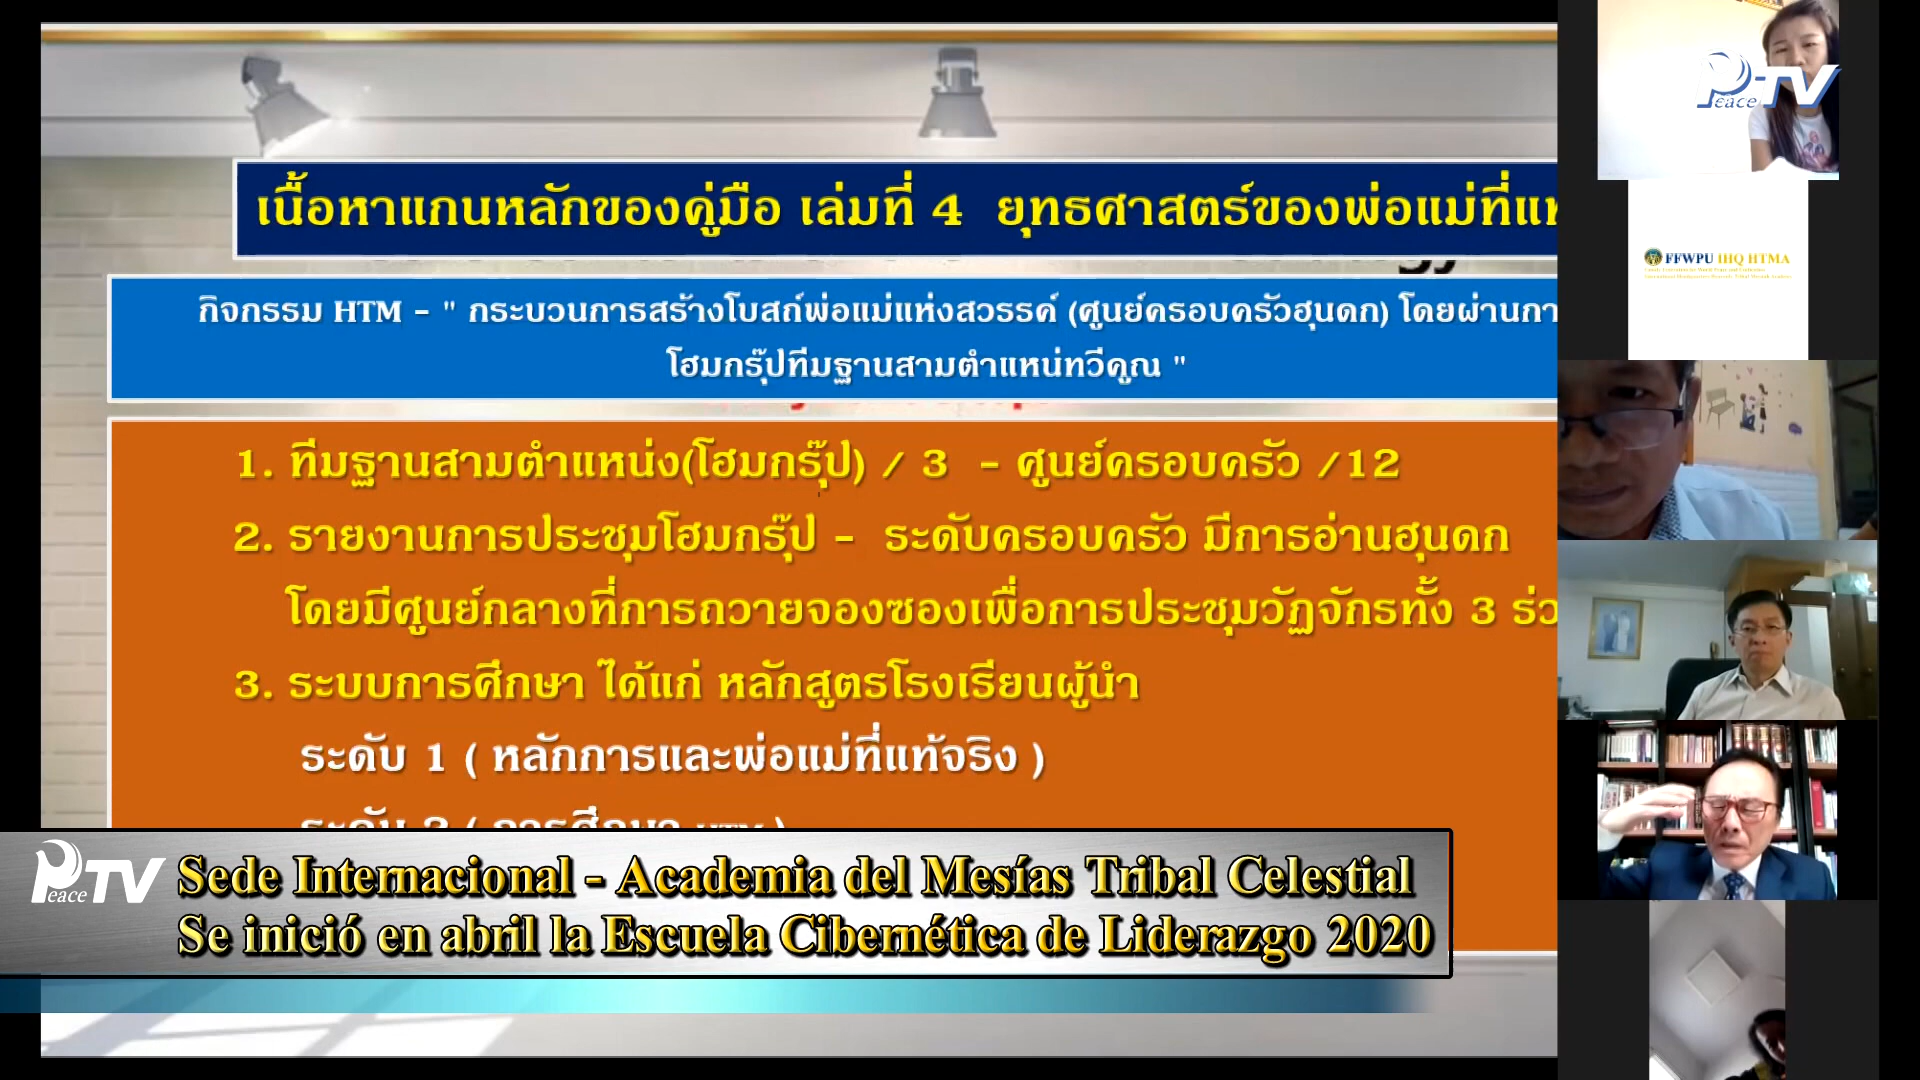 เนื้อหาแกนหลักของคู่มือ เล่มที่ 4 ยุทธศาสตร์ของพ่อแม่ที่แท
กิจกรรม HTM - " กระบวนการสร้างโบสถ์พ่อแม่แห่งสวรรค์ (ศูนย์ครอบครัวฮุนดก) โดยผ่านกา
โฮมกรุ๊ปทีมฐานสามตำแหน่ทวีคูณ "
1. ทีมฐานสามตำแหน่ง(โฮมกรุ๊ป) / 3 - ศูนย์ครอบครัว /12
2. รายงานการประชุมโฮมกรุ๊ป - ระดับครอบครัว มีการอ่านฮุนดก
โดยมีศูนย์กลางที่การถวายจองซองเพื่อการประชุมวัฏจักรทั้ง 3 ร่ว
3. ระบบการศึกษา ได้แก่ หลักสูตรโรงเรียนผู้นำ
ระดับ 1 ( หลักการและพ่อแม่ที่แท้จริง )
ระดับ 2 ( การศึกษา HTM )
Peace TV
Sede Internacional - Academia del Mesías Tribal Celestial
Se inició en abril la Escuela Cibernética de Liderazgo 2020
Peace TV
FFWPU IHQ HTMA